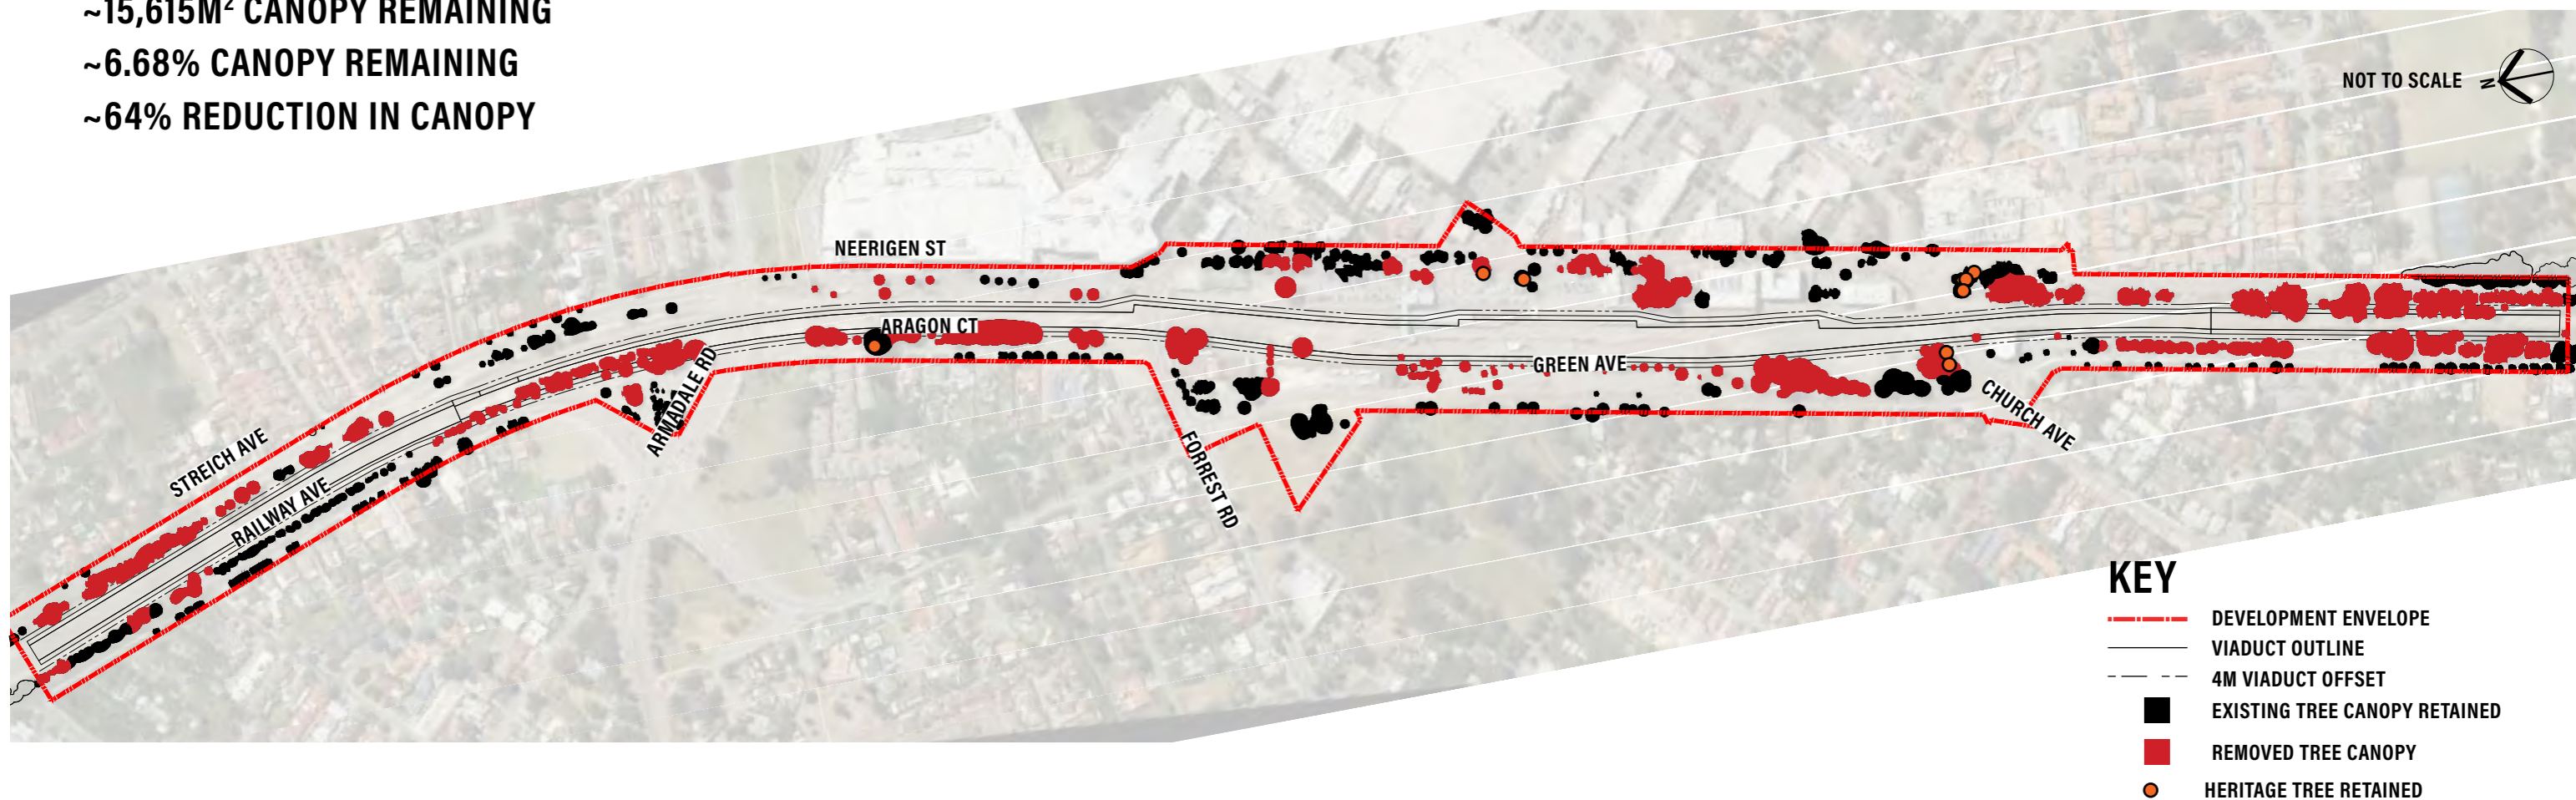 ~15,615M² CANOPY REMAINING
~6.68% CANOPY REMAINING
~64% REDUCTION IN CANOPY
NOT TO SCALE
N
NEERIGEN ST
ARAGON CT
ARMADALE RD
STREICH AVE
RAILWAY AVE
FORREST RD
GREEN AVE
CHURCH AVE
KEY
DEVELOPMENT ENVELOPE
VIADUCT OUTLINE
4M VIADUCT OFFSET
EXISTING TREE CANOPY RETAINED
REMOVED TREE CANOPY
HERITAGE TREE RETAINED